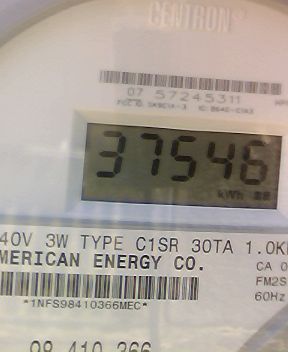 CENTRON®
07 57245311
37546
kWh
40V 3W TYPE C1SR 30TA 1.0K
MERICAN ENERGY CO.
CA 0
FM2S
60Hz
*1NFS98410366MEC*
98 410 366